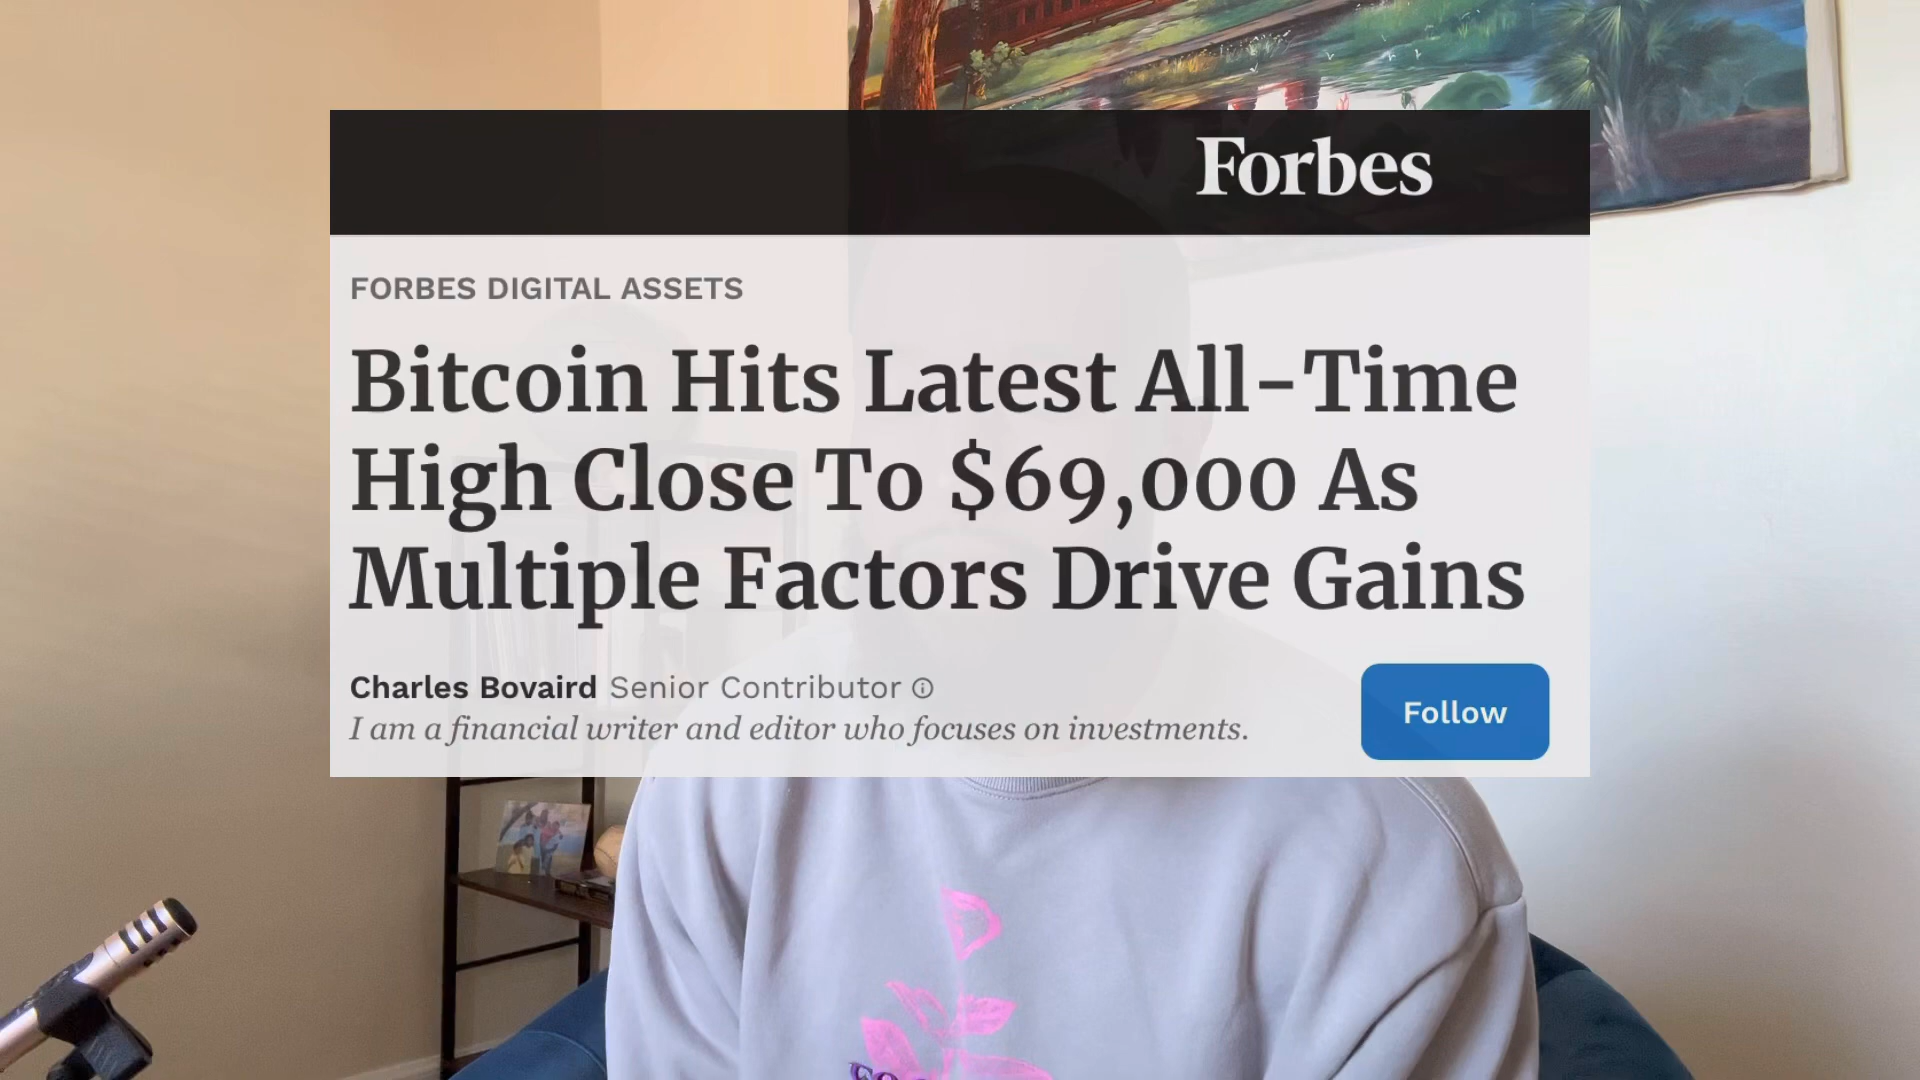 Forbes
FORBES DIGITAL ASSETS
Bitcoin Hits Latest All-Time
High Close To $69,000 As
Multiple Factors Drive Gains
Charles Bovaird Senior Contributor
I am a financial writer and editor who focuses on investments.
Follow